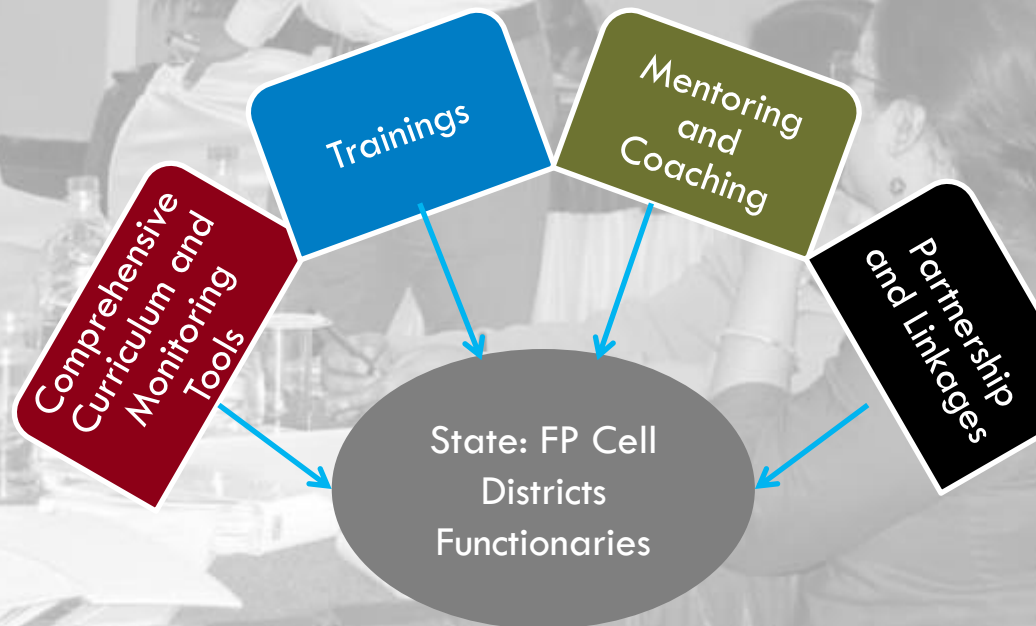 Comprehensive
Curriculum and
Monitoring
Tools
Trainings
Mentoring
and
Coaching
Partnership
and Linkages
State: FP Cell
Districts
Functionaries